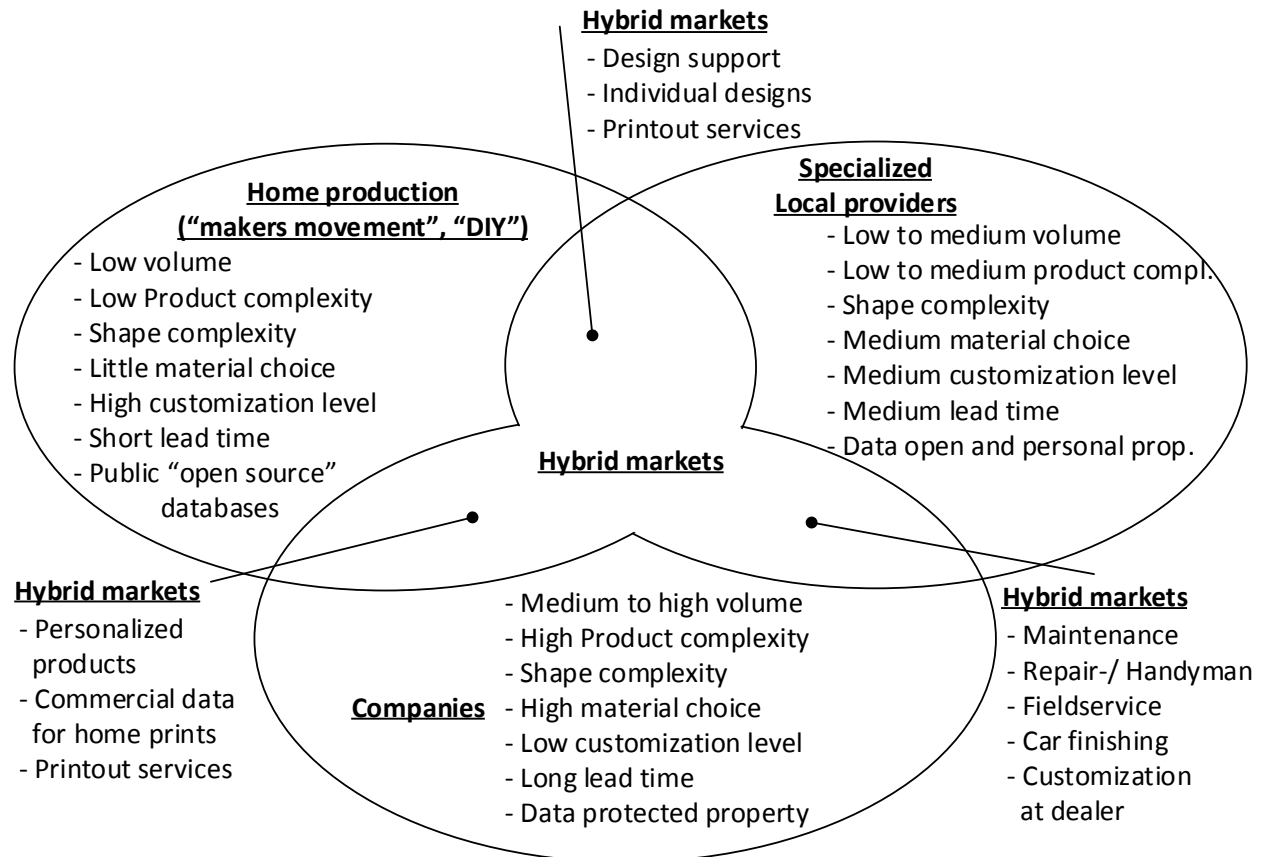 Hybrid markets
- Design support
- Individual designs
- Printout services
Home production
(“makers movement”, “DIY”)
- Low volume
- Low Product complexity
- Shape complexity
- Little material choice
- High customization level
- Short lead time
- Public “open source”
databases
Specialized
Local providers
- Low to medium volume
- Low to medium product compl.
- Shape complexity
- Medium material choice
- Medium customization level
- Medium lead time
- Data open and personal prop.
Hybrid markets
Hybrid markets
- Personalized
products
- Commercial data
for home prints
- Printout services
Companies
- Medium to high volume
- High Product complexity
- Shape complexity
- High material choice
- Low customization level
- Long lead time
- Data protected property
Hybrid markets
- Maintenance
- Repair-/ Handyman
- Fieldservice
- Car finishing
- Customization
at dealer